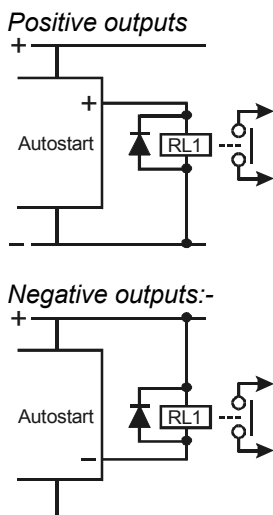 Positive outputs
+
+
Autostart
RL1
−
Negative outputs:-
+
Autostart
RL1
−